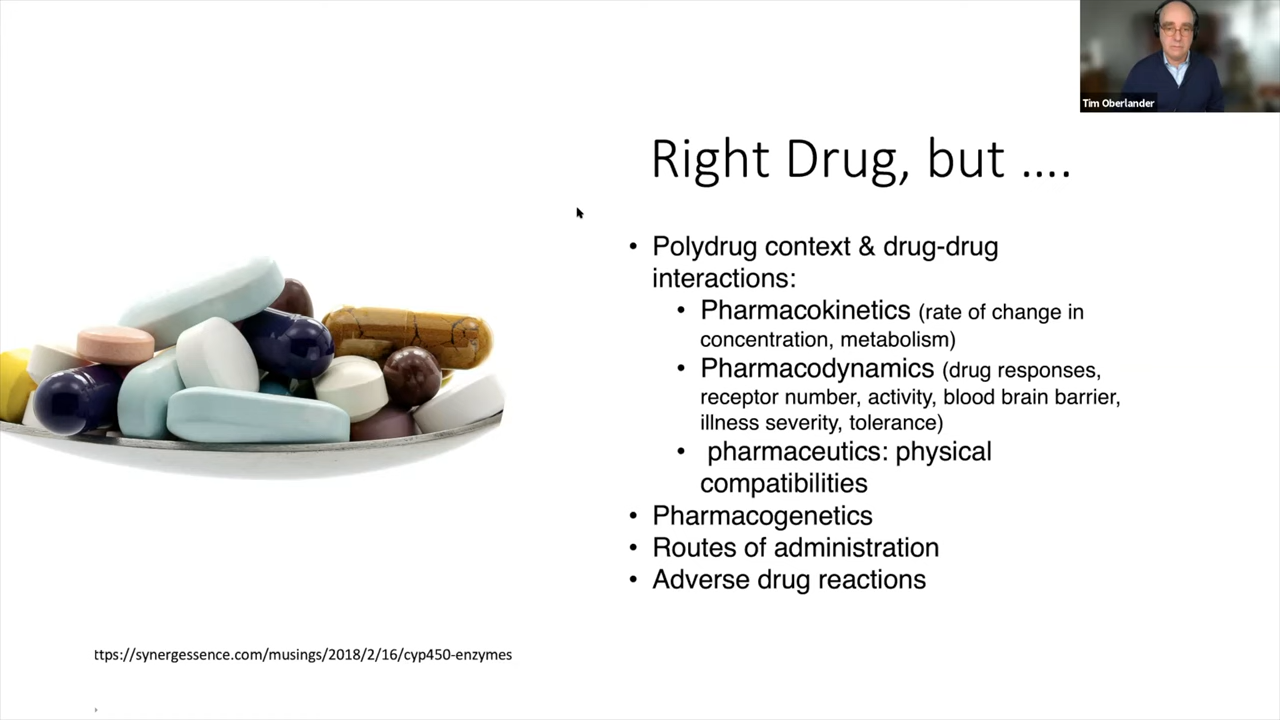 Tim Oberlander
Right Drug, but ....
• Polydrug context & drug-drug
interactions:
• Pharmacokinetics (rate of change in
concentration, metabolism)
• Pharmacodynamics (drug responses,
receptor number, activity, blood brain barrier,
illness severity, tolerance)
• pharmaceutics: physical
compatibilities
• Pharmacogenetics
• Routes of administration
• Adverse drug reactions
ttps://synergessence.com/musings/2018/2/16/cyp450-enzymes